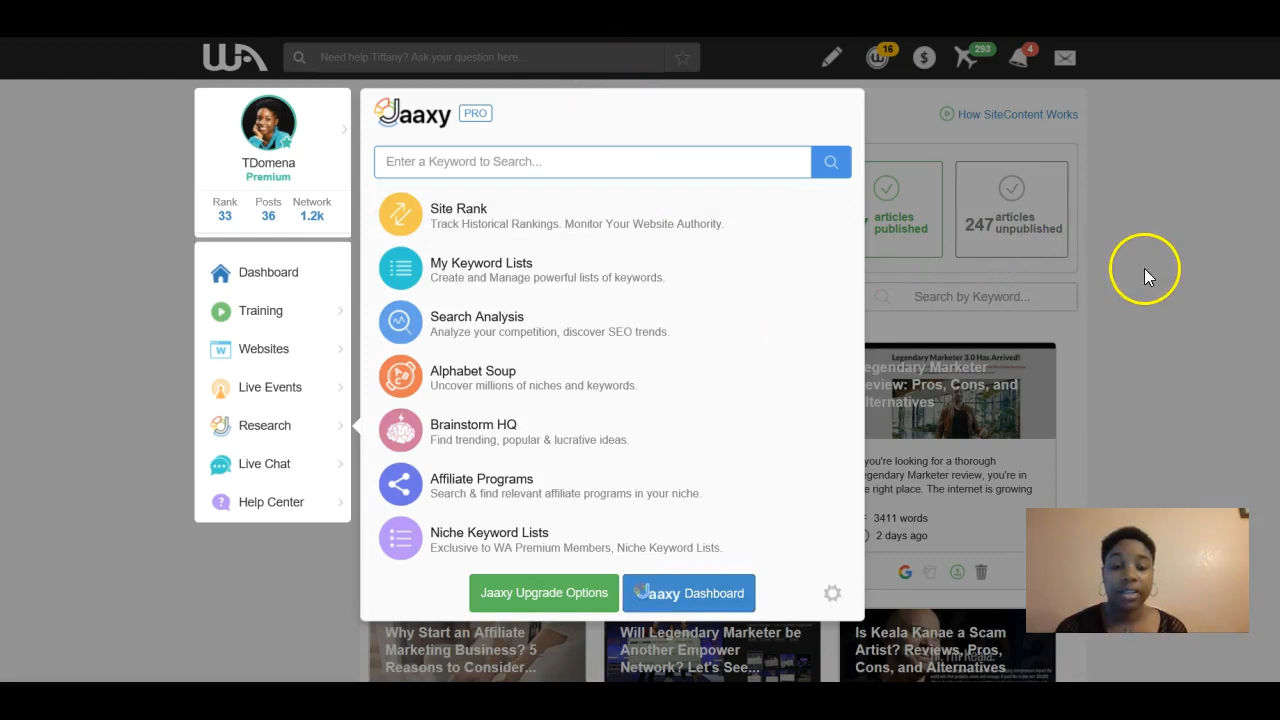 WA
Need help Tiffany? Ask your question here...
16
$
293
4
TDomena
Premium
Rank Posts Network
33 36 1.2k
Dashboard
Training
Websites
Live Events
Research
Live Chat
Help Center
Jaaxy PRO
Enter a Keyword to Search...
Site Rank
Track Historical Rankings. Monitor Your Website Authority.
My Keyword Lists
Create and Manage powerful lists of keywords.
Search Analysis
Analyze your competition, discover SEO trends.
Alphabet Soup
Uncover millions of niches and keywords.
Brainstorm HQ
Find trending, popular & lucrative ideas.
Affiliate Programs
Search & find relevant affiliate programs in your niche.
Niche Keyword Lists
Exclusive to WA Premium Members, Niche Keyword Lists.
Jaaxy Upgrade Options
Jaaxy Dashboard
How SiteContent Works
articles
published
247 articles
unpublished
Search by Keyword...
Legendary Marketer 3.0 Has Arrived!
egendary Marketer
eview: Pros, Cons, and
lternatives
you're looking for a thorough
egendary Marketer review, you're in
e right place. The internet is growing
3411 words
2 days ago
Why Start an Affiliate
Marketing Business? 5
Reasons to Consider...
Will Legendary Marketer be
Another Empower
Network? Let's See...
Is Keala Kanae a Scam
Artist? Reviews, Pros,
Cons, and Alternatives